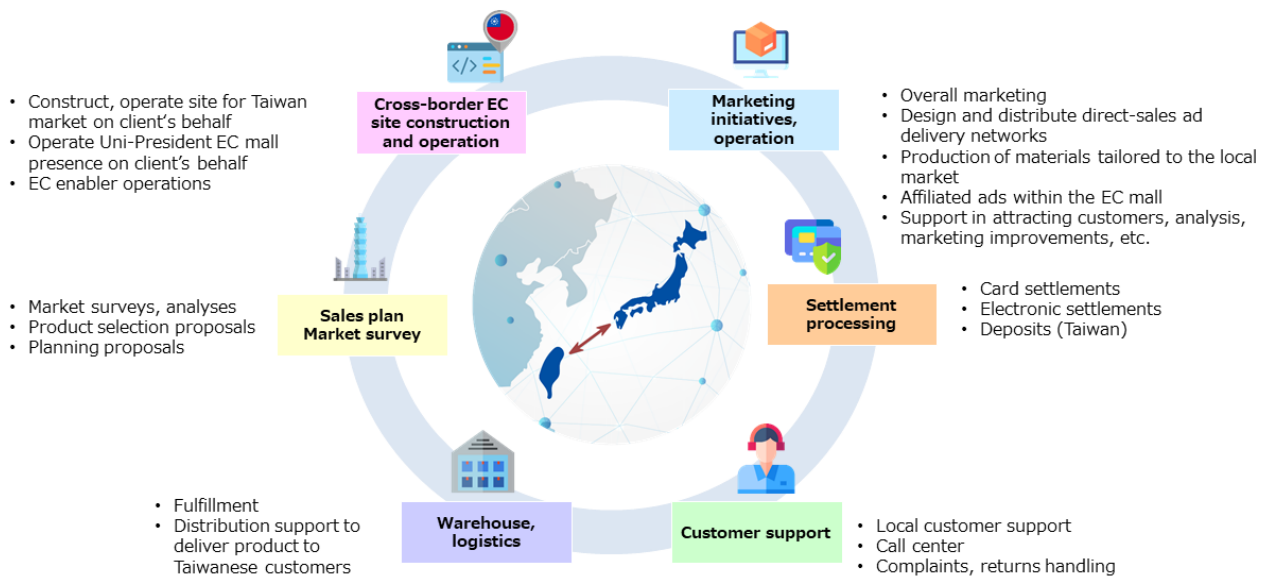 Cross-border EC
site construction
and operation
• Construct, operate site for Taiwan
market on client's behalf
• Operate Uni-President EC mall
presence on client's behalf
• EC enabler operations
Marketing
initiatives,
operation
• Overall marketing
• Design and distribute direct-sales ad
delivery networks
• Production of materials tailored to the local
market
• Affiliated ads within the EC mall
• Support in attracting customers, analysis,
marketing improvements, etc.
Sales plan
Market survey
• Market surveys, analyses
• Product selection proposals
• Planning proposals
Settlement
processing
• Card settlements
• Electronic settlements
• Deposits (Taiwan)
Warehouse,
logistics
• Fulfillment
• Distribution support to
deliver product to
Taiwanese customers
Customer support
• Local customer support
• Call center
• Complaints, returns handling